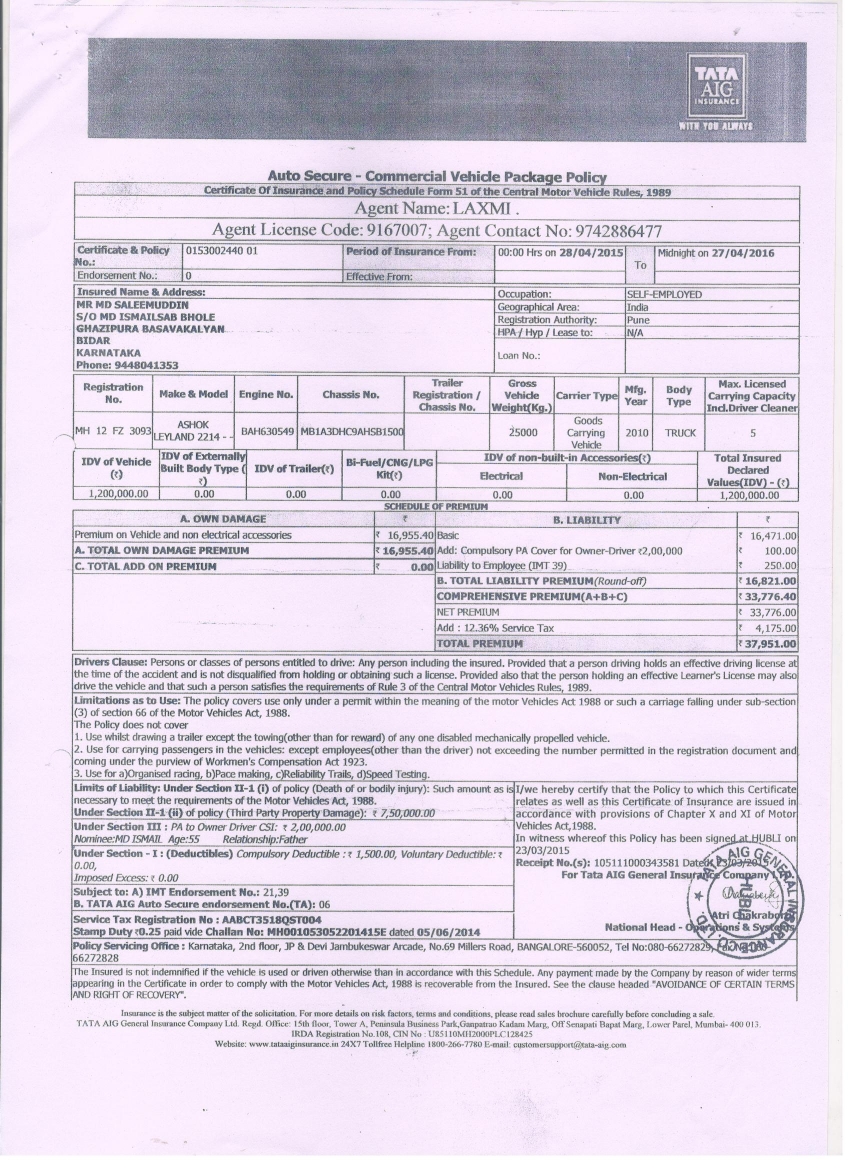 TATA
AIG
INSURANCE
WITH YOU ALWAYS
Auto Secure - Commercial Vehicle Package Policy
Certificate Of Insurance and Policy Schedule Form 51 of the Central Motor Vehicle Rules, 1989
Agent Name: LAXMI .
Agent License Code: 9167007; Agent Contact No: 9742886477
Certificate & Policy No.: 0153002440 01 Period of Insurance From: 00:00 Hrs on 28/04/2015 To Midnight on 27/04/2016
Endorsement No.: 0 Effective From:
Insured Name & Address:
MR MD SALEEMUDDIN
S/O MD ISMAILSAB BHOLE
GHAZIPURA BASAVAKALYAN
BIDAR
KARNATAKA
Phone: 9448041353
Occupation: SELF-EMPLOYED
Geographical Area: India
Registration Authority: Pune
HPA / Hyp / Lease to: N/A
Loan No.:
Registration No. Make & Model Engine No. Chassis No. Trailer Registration / Chassis No. Gross Vehicle Weight(Kg.) Carrier Type Mfg. Year Body Type Max. Licensed Carrying Capacity Incl.Driver Cleaner
MH 12 FZ 3093 ASHOK LEYLAND 2214 - - BAH630549 MB1A3DHC9AHSB1500 25000 Goods Carrying Vehicle 2010 TRUCK 5
IDV of Vehicle (₹) IDV of Externally Built Body Type (₹) IDV of Trailer(₹) Bi-Fuel/CNG/LPG Kit(₹) IDV of non-built-in Accessories(₹) Electrical Non-Electrical Total Insured Declared Values(IDV) - (₹)
1,200,000.00 0.00 0.00 0.00 0.00 0.00 1,200,000.00
SCHEDULE OF PREMIUM
A. OWN DAMAGE ₹ B. LIABILITY ₹
Premium on Vehicle and non electrical accessories ₹ 16,955.40 Basic ₹ 16,471.00
A. TOTAL OWN DAMAGE PREMIUM ₹ 16,955.40 Add: Compulsory PA Cover for Owner-Driver ₹2,00,000 ₹ 100.00
C. TOTAL ADD ON PREMIUM ₹ 0.00 Liability to Employee (IMT 39) ₹ 250.00
B. TOTAL LIABILITY PREMIUM(Round-off) ₹ 16,821.00
COMPREHENSIVE PREMIUM(A+B+C) ₹ 33,776.40
NET PREMIUM ₹ 33,776.00
Add : 12.36% Service Tax ₹ 4,175.00
TOTAL PREMIUM ₹ 37,951.00
Drivers Clause: Persons or classes of persons entitled to drive: Any person including the insured. Provided that a person driving holds an effective driving license at
the time of the accident and is not disqualified from holding or obtaining such a license. Provided also that the person holding an effective Learner's License may also
drive the vehicle and that such a person satisfies the requirements of Rule 3 of the Central Motor Vehicles Rules, 1989.
Limitations as to Use: The policy covers use only under a permit within the meaning of the motor Vehicles Act 1988 or such a carriage falling under sub-section
(3) of section 66 of the Motor Vehicles Act, 1988.
The Policy does not cover
1. Use whilst drawing a trailer except the towing(other than for reward) of any one disabled mechanically propelled vehicle.
2. Use for carrying passengers in the vehicles: except employees(other than the driver) not exceeding the number permitted in the registration document and
coming under the purview of Workmen's Compensation Act 1923.
3. Use for a)Organised racing, b)Pace making, c)Reliability Trails, d)Speed Testing.
Limits of Liability: Under Section II-1 (i) of policy (Death of or bodily injury): Such amount as is
necessary to meet the requirements of the Motor Vehicles Act, 1988.
Under Section II-1 (ii) of policy (Third Party Property Damage): ₹ 7,50,000.00
Under Section III : PA to Owner Driver CSI: ₹ 2,00,000.00
Nominee:MD ISMAIL Age:55 Relationship:Father
Under Section - I : (Deductibles) Compulsory Deductible : ₹ 1,500.00, Voluntary Deductible: ₹
0.00,
Imposed Excess: ₹ 0.00
Subject to: A) IMT Endorsement No.: 21,39
B. TATA AIG Auto Secure endorsement No.(TA): 06
Service Tax Registration No : AABCT3518QST004
Stamp Duty ₹0.25 paid vide Challan No: MH001053052201415E dated 05/06/2014
I/we hereby certify that the Policy to which this Certificate
relates as well as this Certificate of Insurance are issued in
accordance with provisions of Chapter X and XI of Motor
Vehicles Act,1988.
In witness whereof this Policy has been signed at HUBLI on
23/03/2015
Receipt No.(s): 105111000343581 Dated: 23/03/2015
For Tata AIG General Insurance Company
TATA AIG GENERAL INSURANCE CO. LTD.
HUBLI
Atri Chakraborty
National Head - Operations & Systems
Policy Servicing Office : Karnataka, 2nd floor, JP & Devi Jambukeswar Arcade, No.69 Millers Road, BANGALORE-560052, Tel No:080-66272829,
66272828
The Insured is not indemnified if the vehicle is used or driven otherwise than in accordance with this Schedule. Any payment made by the Company by reason of wider terms
appearing in the Certificate in order to comply with the Motor Vehicles Act, 1988 is recoverable from the Insured. See the clause headed "AVOIDANCE OF CERTAIN TERMS
AND RIGHT OF RECOVERY".
Insurance is the subject matter of the solicitation. For more details on risk factors, terms and conditions, please read sales brochure carefully before concluding a sale.
TATA AIG General Insurance Company Ltd. Regd. Office: 15th floor, Tower A, Peninsula Business Park,Ganpatrao Kadam Marg, Off Senapati Bapat Marg, Lower Parel, Mumbai- 400 013.
IRDA Registration No.108, CIN No : U85110MH2000PLC128425
Website: www.tataaiginsurance.in 24X7 Tollfree Helpline 1800-266-7780 E-mail: customersupport@tata-aig.com